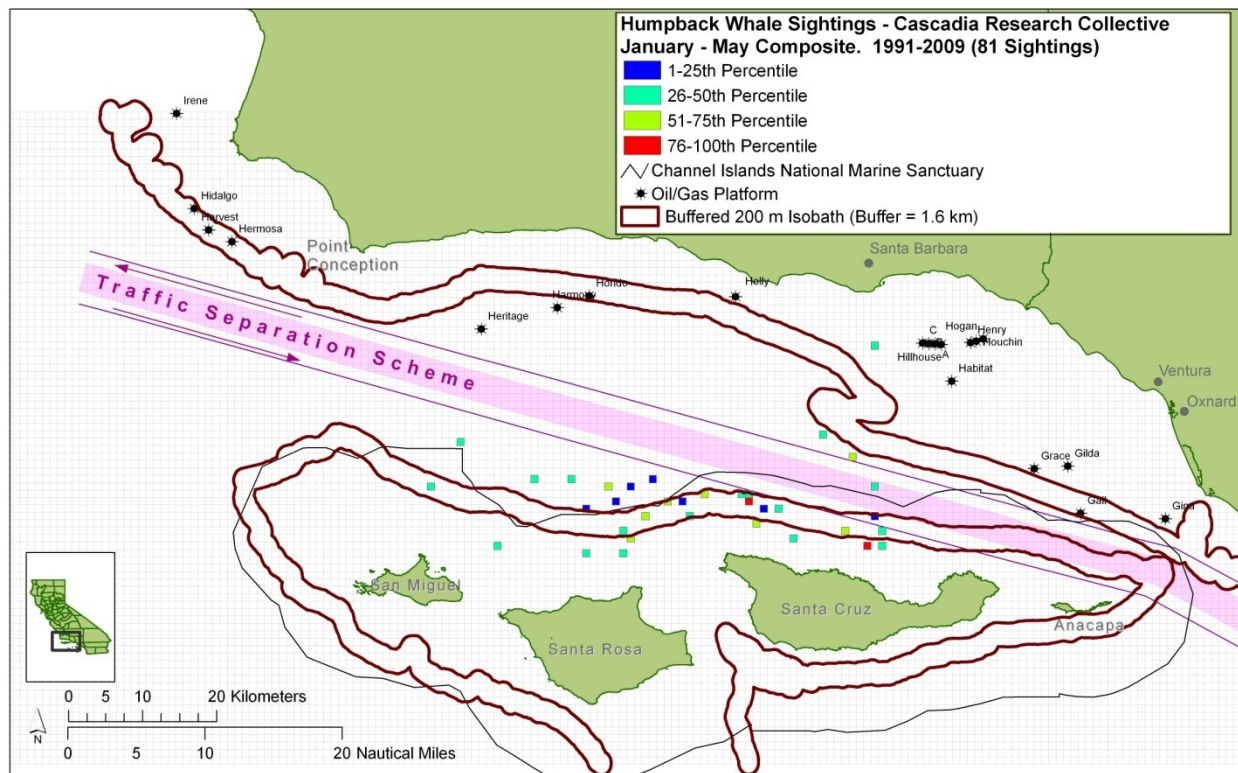 Humpback Whale Sightings - Cascadia Research Collective
January - May Composite. 1991-2009 (81 Sightings)
1-25th Percentile
26-50th Percentile
51-75th Percentile
76-100th Percentile
Channel Islands National Marine Sanctuary
Oil/Gas Platform
Buffered 200 m Isobath (Buffer = 1.6 km)
Irene
Hidalgo
Harvest
Hermosa
Point
Conception
Santa Barbara
Hondo
Harmony
Holly
Heritage
Traffic Separation Scheme
C
Hogan
Henry
Houchin
Hillhouse
A
Habitat
Ventura
Oxnard
Grace
Gilda
Gail
Gina
San Miguel
Santa Rosa
Santa Cruz
Anacapa
0 5 10 20 Kilometers
0 5 10 20
Nautical Miles
N